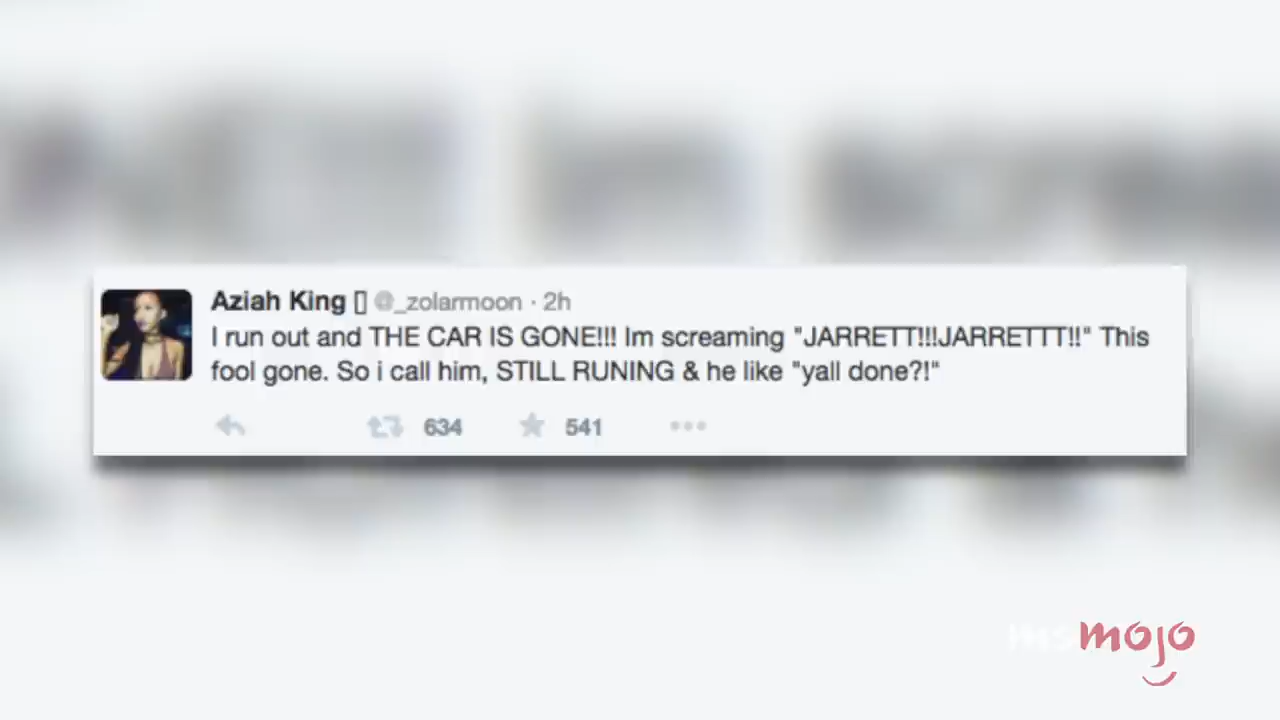 Aziah King @_zolarmoon · 2h
I run out and THE CAR IS GONE!!! Im screaming "JARRETT!!!JARRETTT!!" This
fool gone. So i call him, STILL RUNING & he like "yall done?!"
634 541
mojo